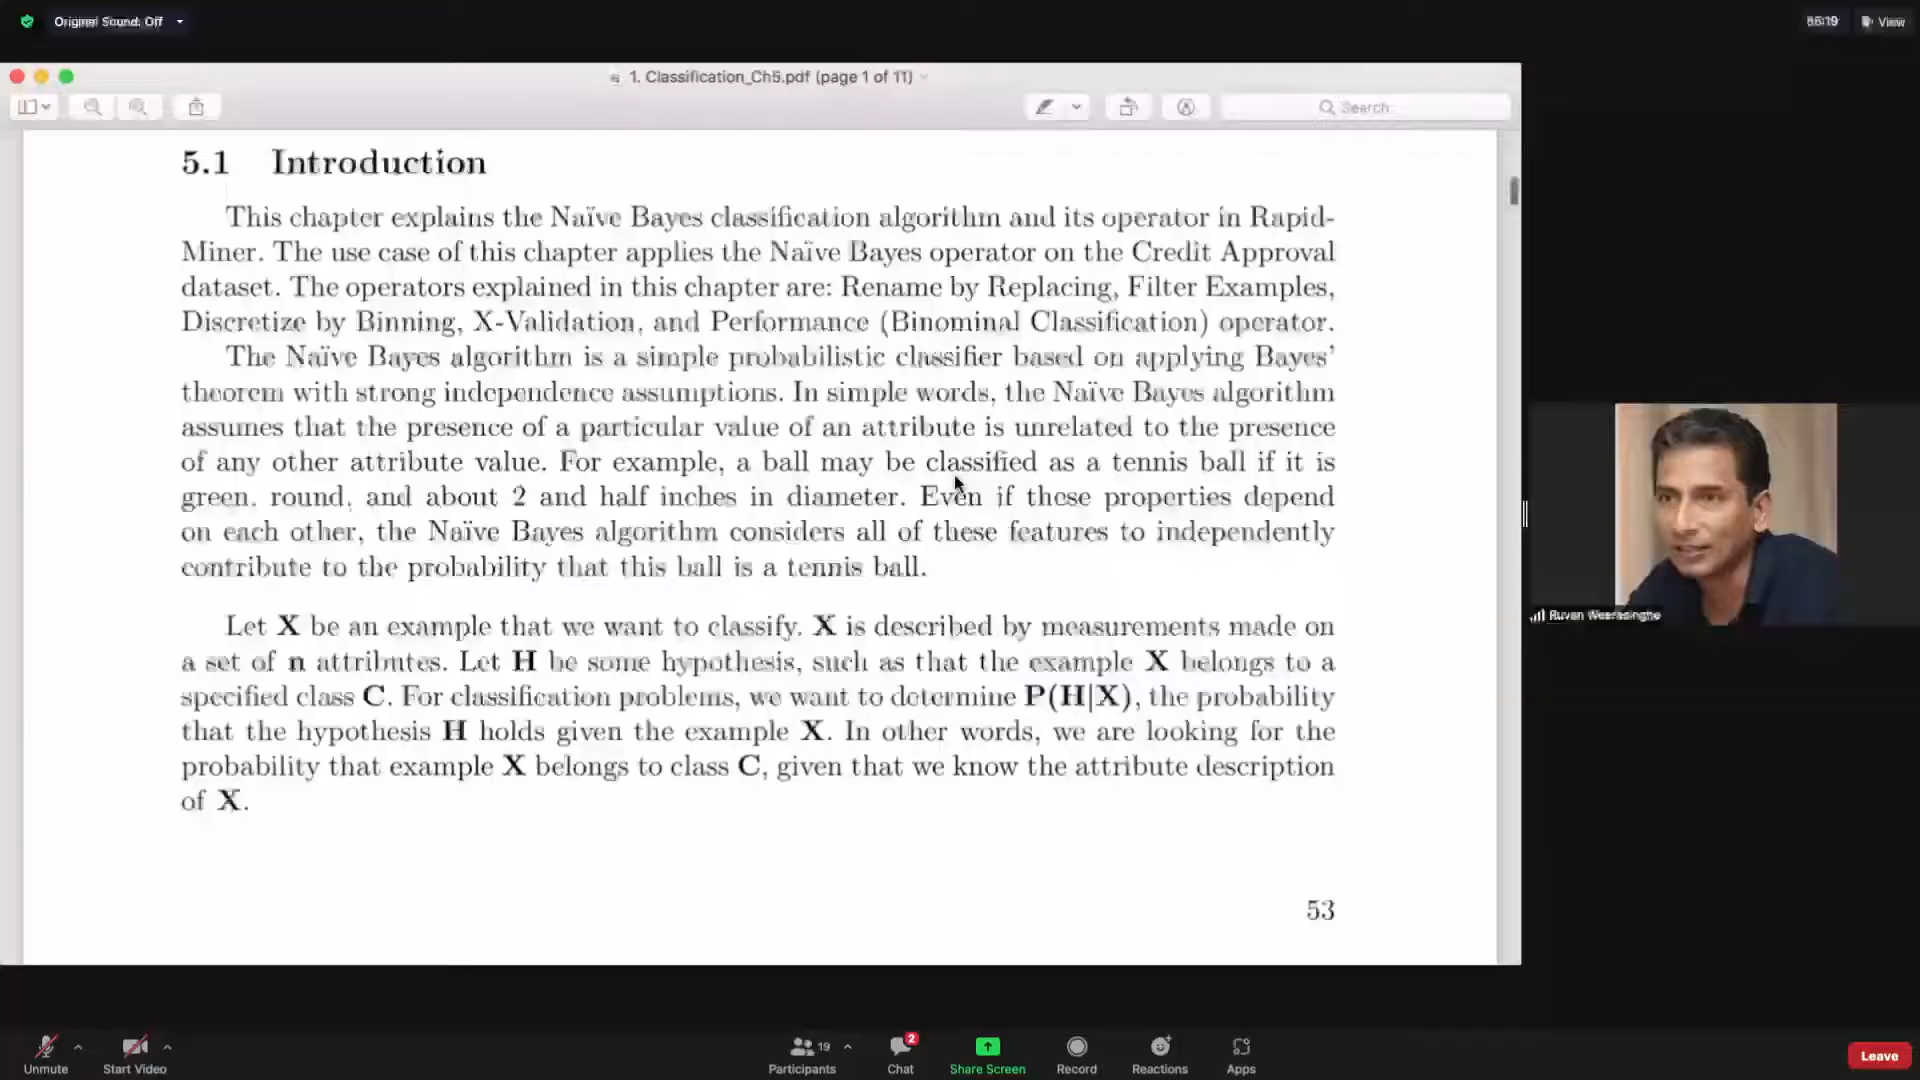 Original Sound: Off
55:19
View
1. Classification_Ch5.pdf (page 1 of 11)
Search
5.1 Introduction
This chapter explains the Naïve Bayes classification algorithm and its operator in Rapid-
Miner. The use case of this chapter applies the Naïve Bayes operator on the Credit Approval
dataset. The operators explained in this chapter are: Rename by Replacing, Filter Examples,
Discretize by Binning, X-Validation, and Performance (Binominal Classification) operator.
The Naïve Bayes algorithm is a simple probabilistic classifier based on applying Bayes'
theorem with strong independence assumptions. In simple words, the Naïve Bayes algorithm
assumes that the presence of a particular value of an attribute is unrelated to the presence
of any other attribute value. For example, a ball may be classified as a tennis ball if it is
green, round, and about 2 and half inches in diameter. Even if these properties depend
on each other, the Naïve Bayes algorithm considers all of these features to independently
contribute to the probability that this ball is a tennis ball.
Let X be an example that we want to classify. X is described by measurements made on
a set of n attributes. Let H be some hypothesis, such as that the example X belongs to a
specified class C. For classification problems, we want to determine P(H|X), the probability
that the hypothesis H holds given the example X. In other words, we are looking for the
probability that example X belongs to class C, given that we know the attribute description
of X.
53
Ruvan Weerasinghe
Unmute
Start Video
19
Participants
2
Chat
Share Screen
Record
Reactions
Apps
Leave